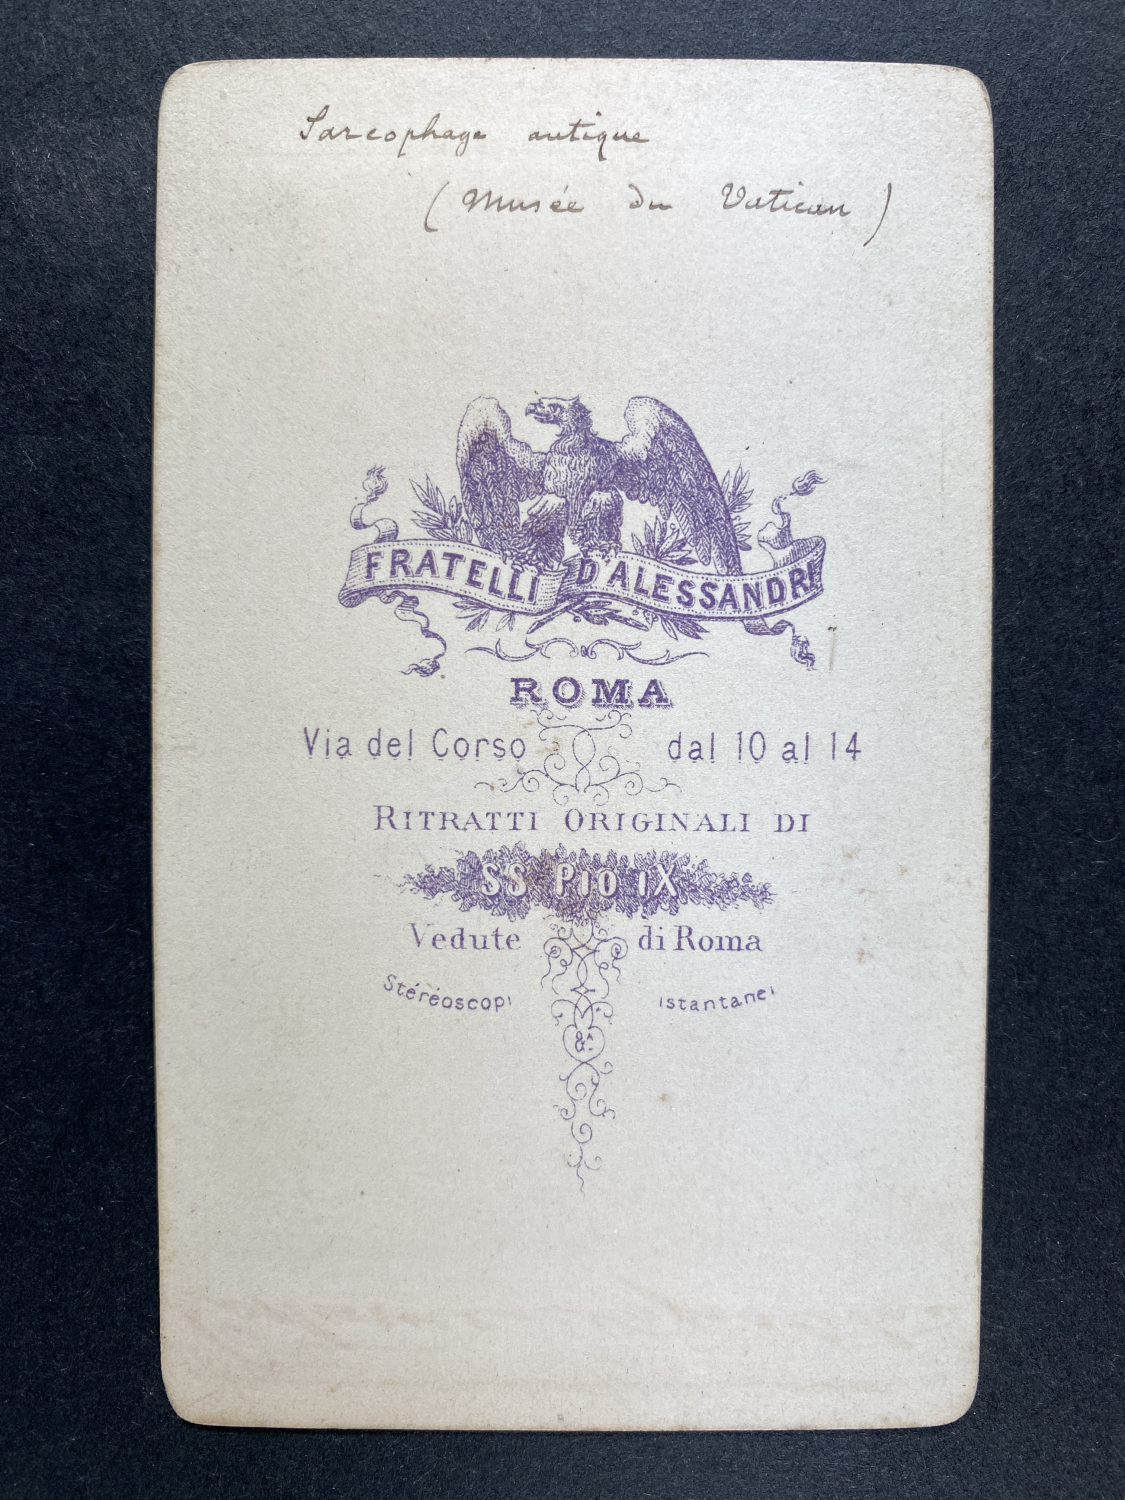 Sarcophage antique
(Musée du Vatican)
FRATELLI D'ALESSANDRI
ROMA
Via del Corso dal 10 al 14
RITRATTI ORIGINALI DI
SS PIO IX
Vedute di Roma
Stéréoscopi istantanei
&.